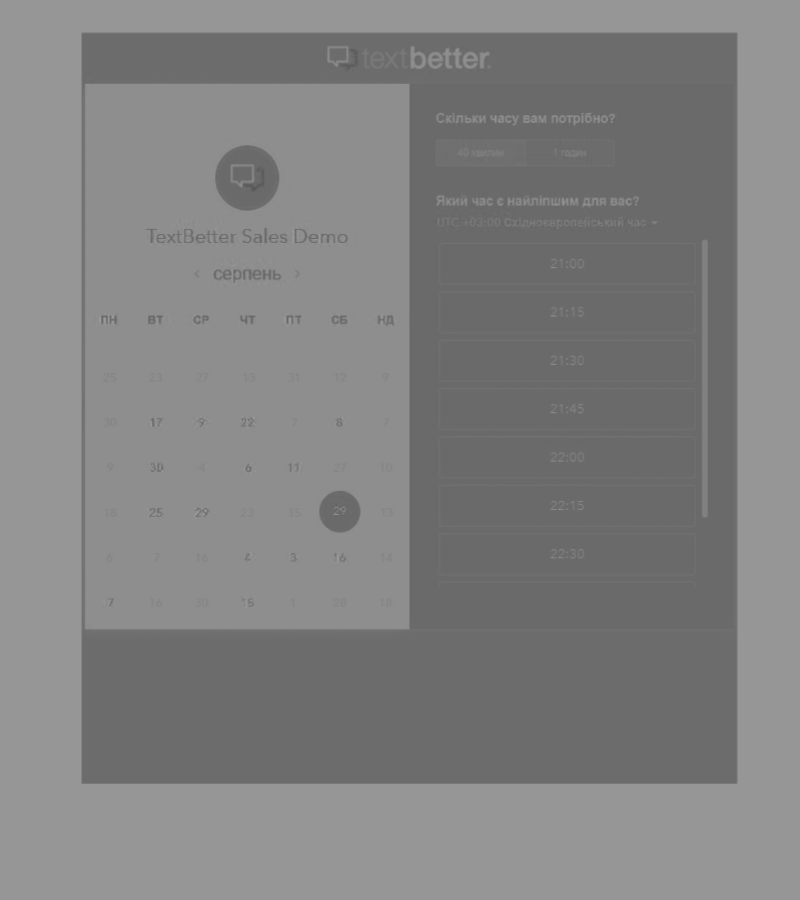 textbetter.
TextBetter Sales Demo
‹ серпень ›
ПН ВТ СР ЧТ ПТ СБ НД
25 23 27 13 31 12 9
30 17 9 22 7 8 7
9 30 4 6 11 27 10
18 25 29 23 15 29 13
6 7 16 4 3 16 14
7 16 30 15 1 28 18
Скільки часу вам потрібно?
40 хвилин 1 годин
Який час є найліпшим для вас?
UTC +03:00 Східноєвропейський час
21:00
21:15
21:30
21:45
22:00
22:15
22:30